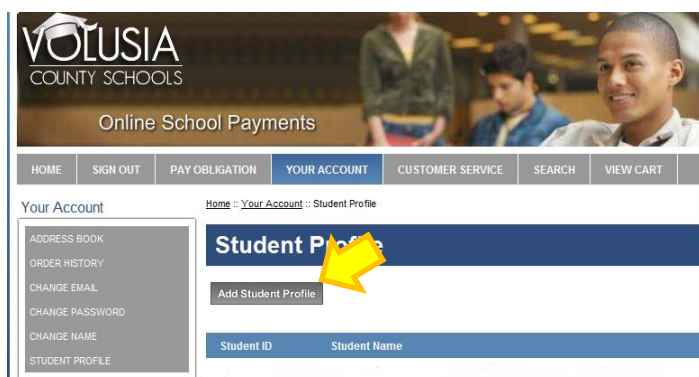 VOLUSIA
COUNTY SCHOOLS
Online School Payments
HOME SIGN OUT PAY OBLIGATION YOUR ACCOUNT CUSTOMER SERVICE SEARCH VIEW CART
Your Account
Home :: Your Account :: Student Profile
ADDRESS BOOK
ORDER HISTORY
CHANGE EMAIL
CHANGE PASSWORD
CHANGE NAME
STUDENT PROFILE
Student Profile
Add Student Profile
Student ID Student Name